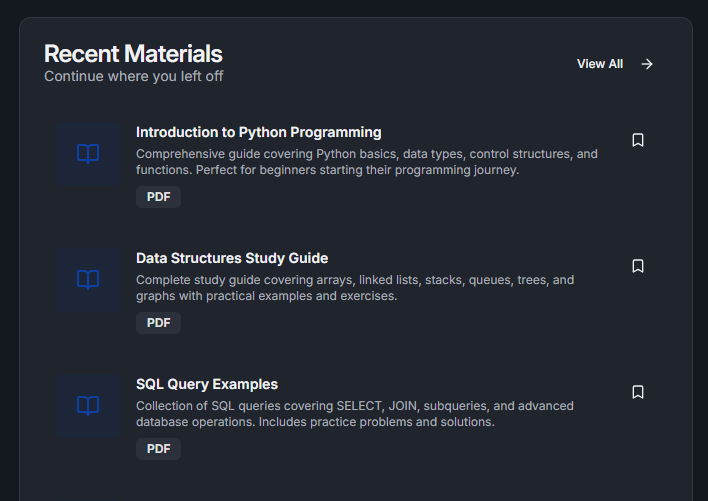 Recent Materials
Continue where you left off
View All
Introduction to Python Programming
Comprehensive guide covering Python basics, data types, control structures, and
functions. Perfect for beginners starting their programming journey.
PDF
Data Structures Study Guide
Complete study guide covering arrays, linked lists, stacks, queues, trees, and
graphs with practical examples and exercises.
PDF
SQL Query Examples
Collection of SQL queries covering SELECT, JOIN, subqueries, and advanced
database operations. Includes practice problems and solutions.
PDF